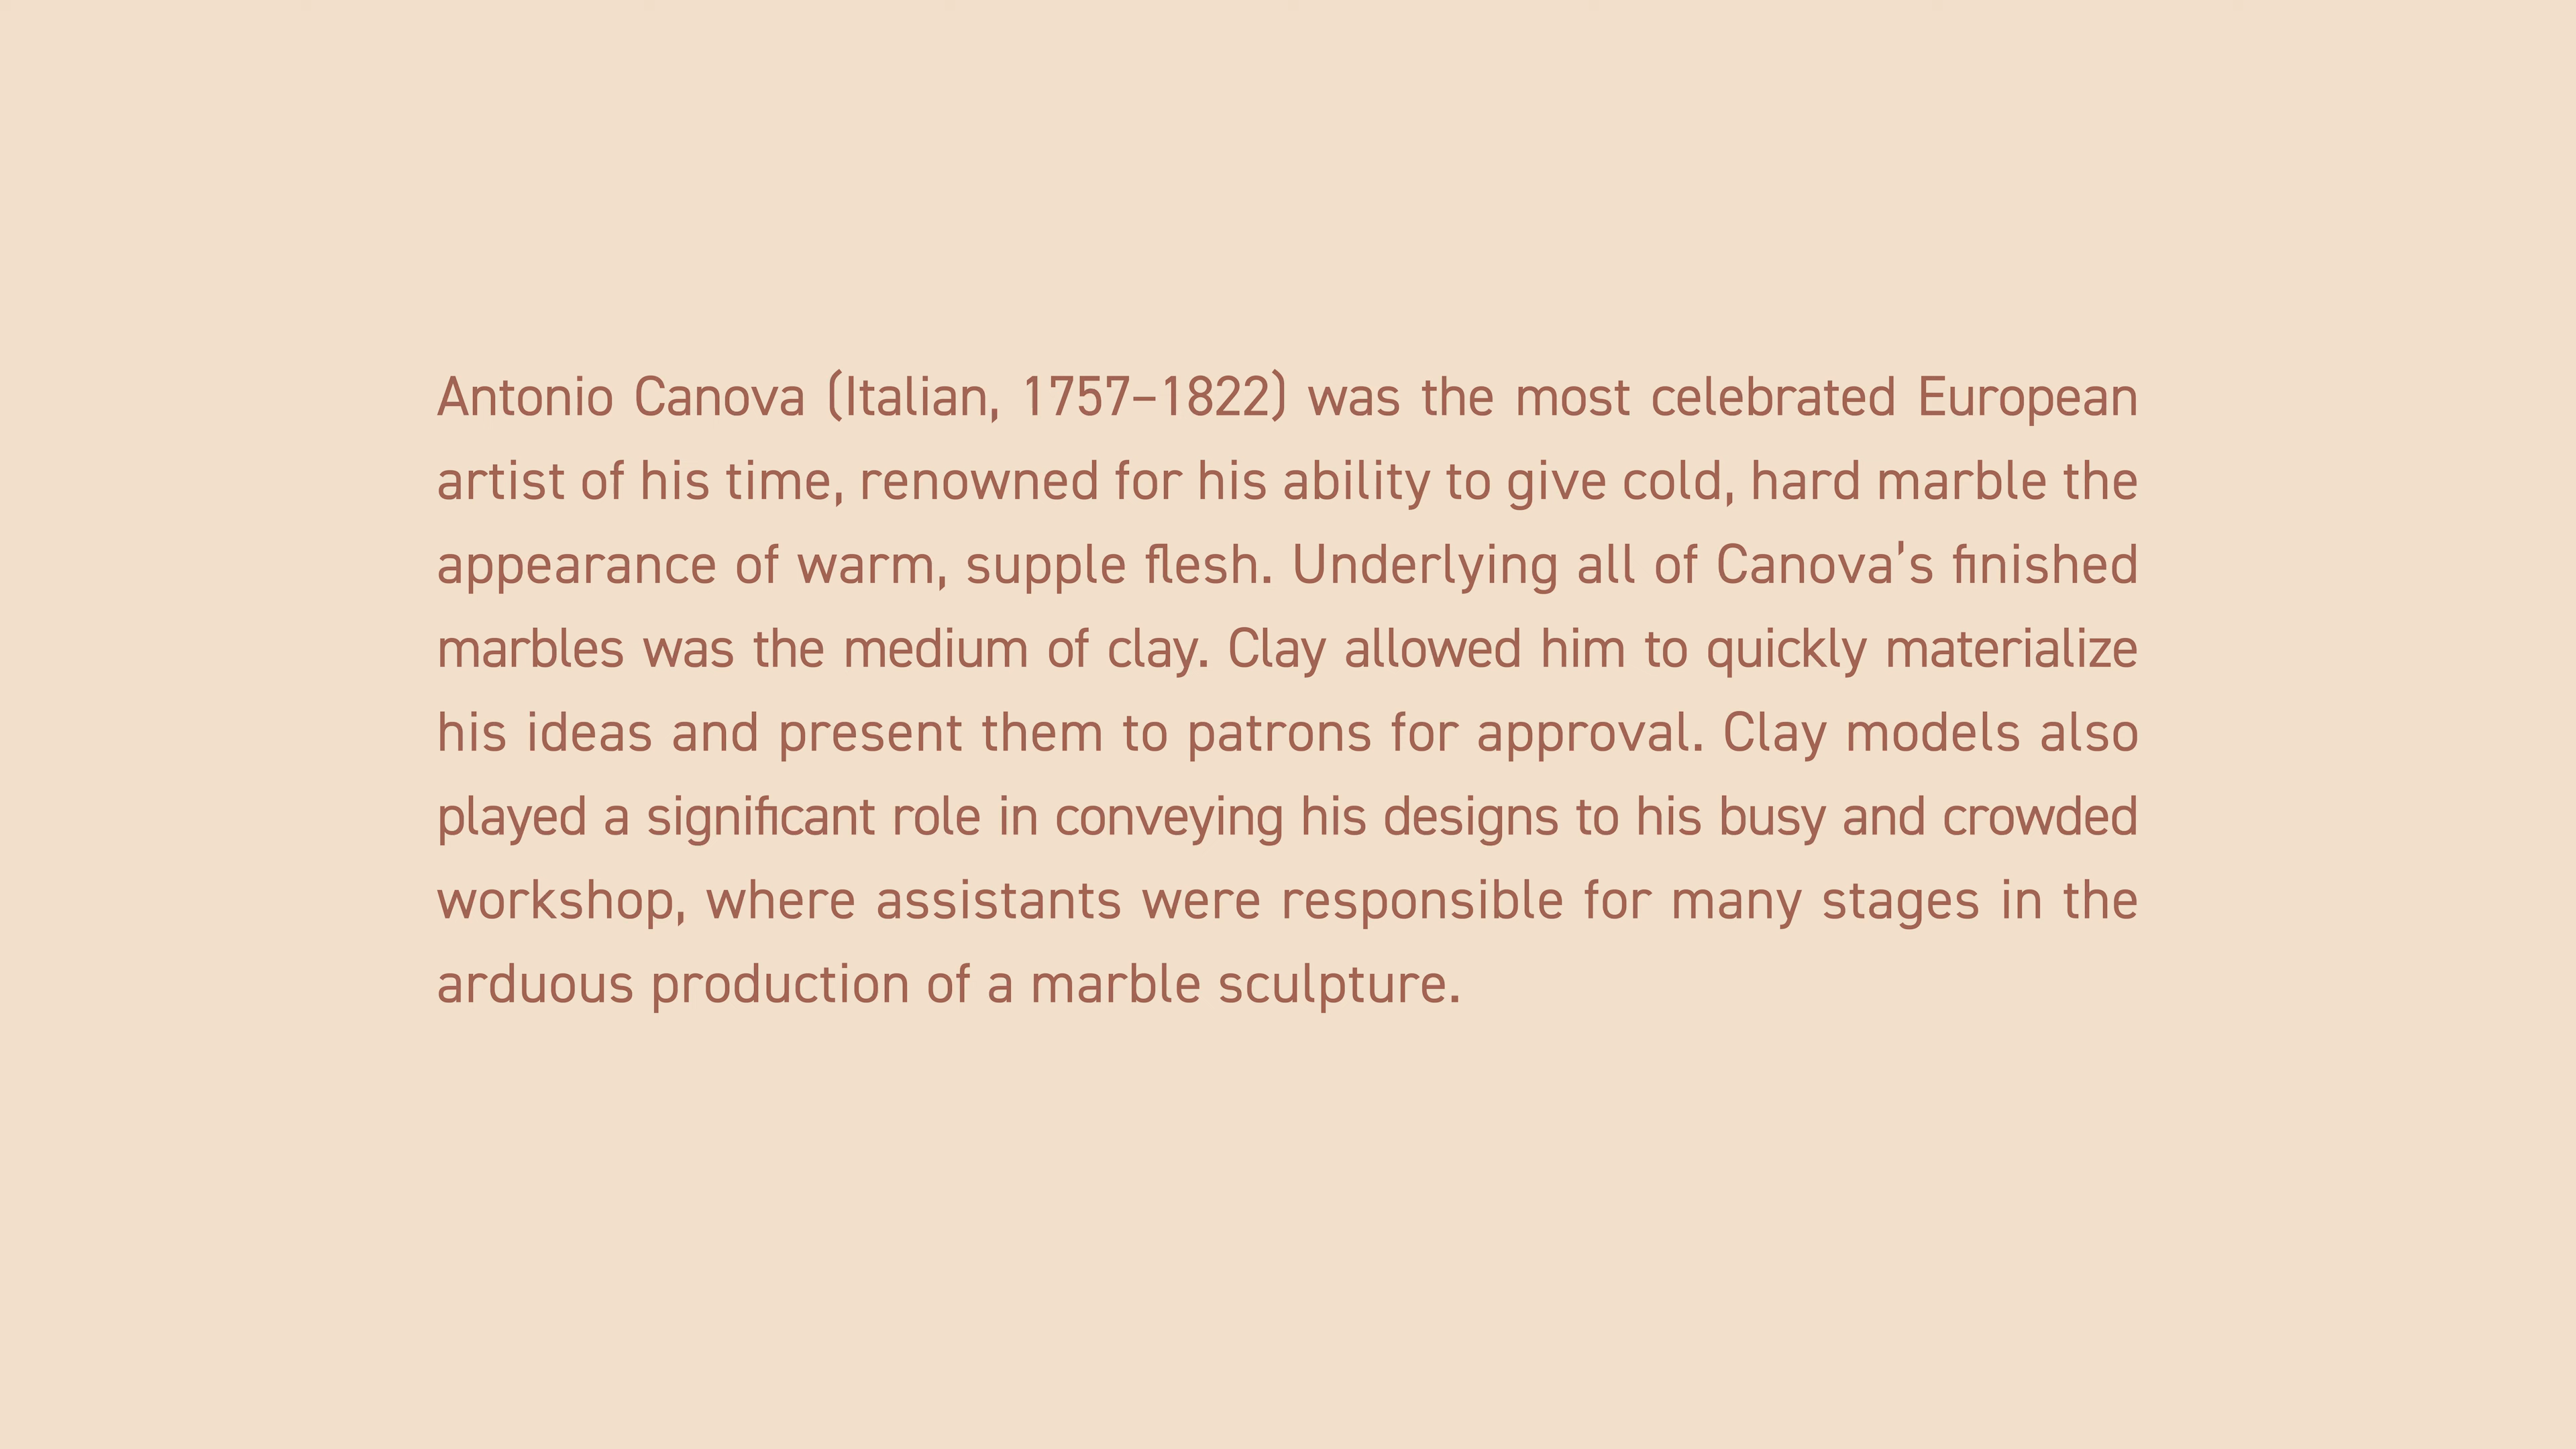 Antonio Canova (Italian, 1757–1822) was the most celebrated European
artist of his time, renowned for his ability to give cold, hard marble the
appearance of warm, supple flesh. Underlying all of Canova’s finished
marbles was the medium of clay. Clay allowed him to quickly materialize
his ideas and present them to patrons for approval. Clay models also
played a significant role in conveying his designs to his busy and crowded
workshop, where assistants were responsible for many stages in the
arduous production of a marble sculpture.